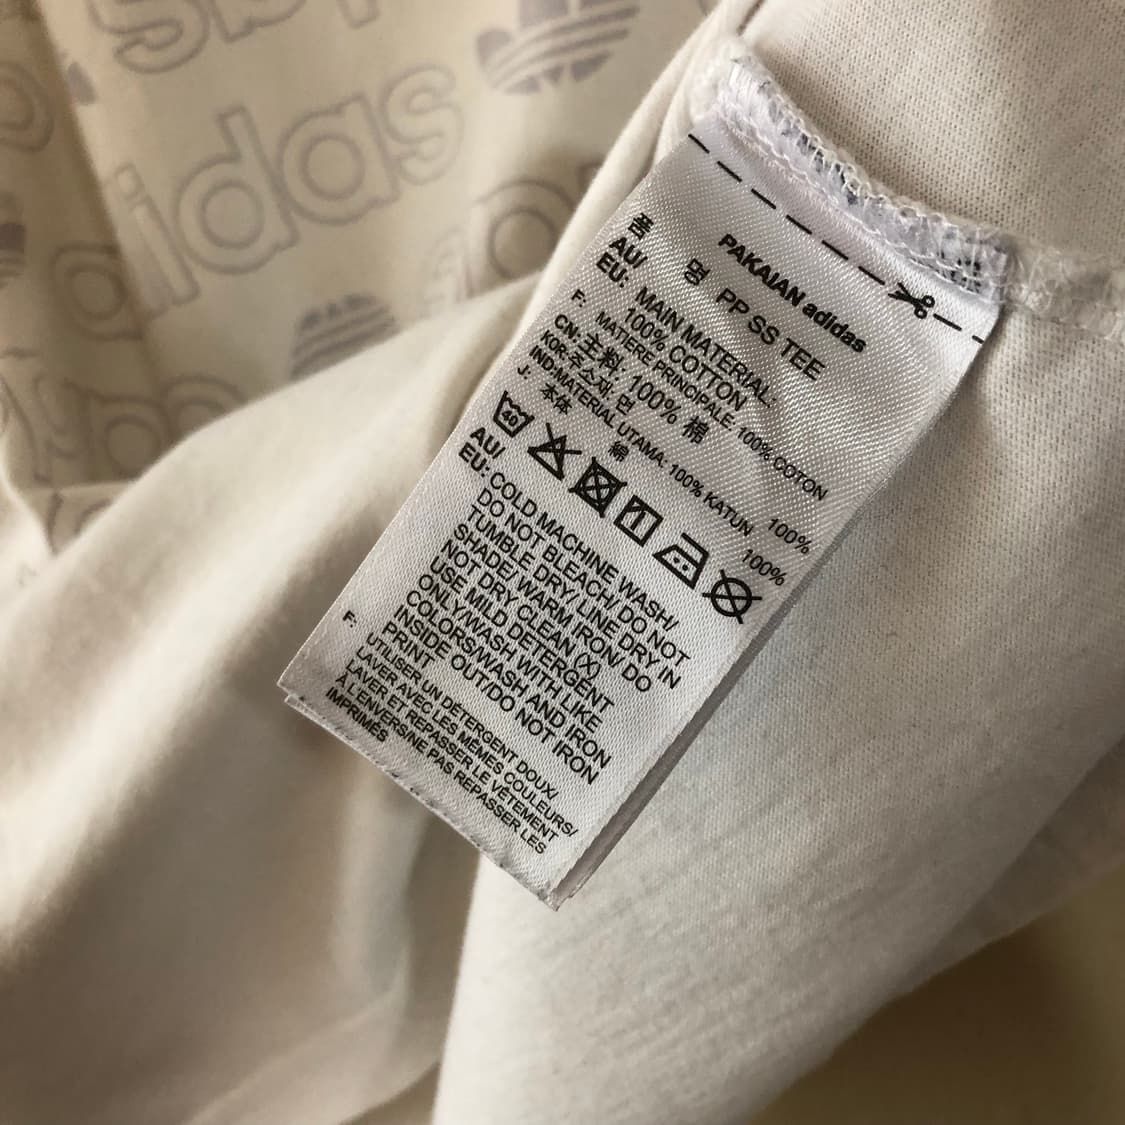 adidas
adidas
PAKAIAN adidas
품 명 PP SS TEE
AU/
EU: MAIN MATERIAL:
100% COTTON
F: MATIÈRE PRINCIPALE: 100% COTON
CN: 主料: 100% 棉
KOR: 겉소재: 면 100%
IND: MATERIAL UTAMA: 100% KATUN
J: 本体 綿 100%
40
AU/
EU: COLD MACHINE WASH/
DO NOT BLEACH/ DO NOT
TUMBLE DRY/ LINE DRY IN
SHADE/ WARM IRON/ DO
NOT DRY CLEAN
USE MILD DETERGENT
ONLY/WASH WITH LIKE
COLORS/WASH AND IRON
INSIDE OUT/DO NOT IRON
PRINT
F: UTILISER UN DÉTERGENT DOUX/
LAVER AVEC LES MÊMES COULEURS/
LAVER ET REPASSER LE VÊTEMENT
À L'ENVERS/NE PAS REPASSER LES
IMPRIMÉS